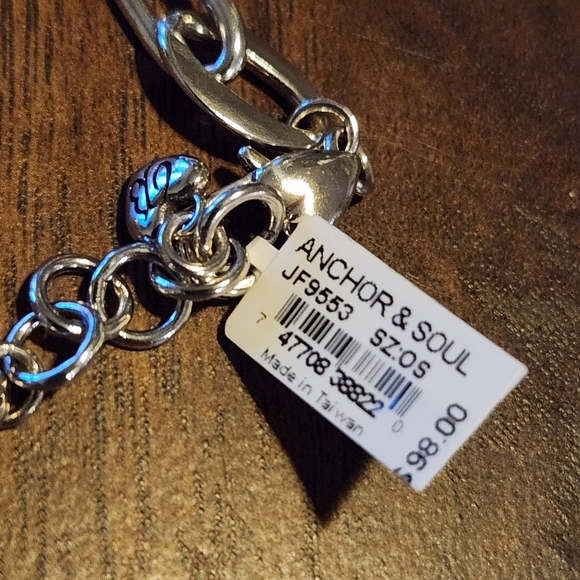 ANCHOR & SOUL
JF9553 SZ:OS
7 47708 38822 0
Made in Taiwan
$98.00